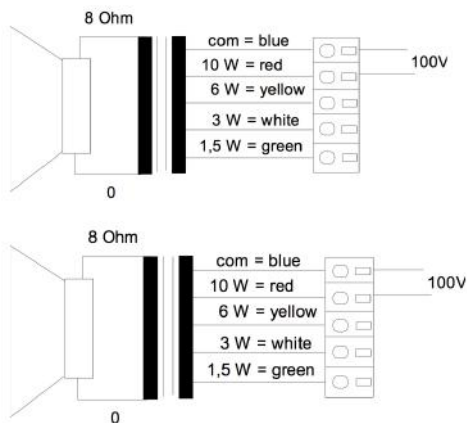 8 Ohm
com = blue
10 W = red
100V
6 W = yellow
3 W = white
1,5 W = green
0
8 Ohm
com = blue
10 W = red
100V
6 W = yellow
3 W = white
1,5 W = green
0